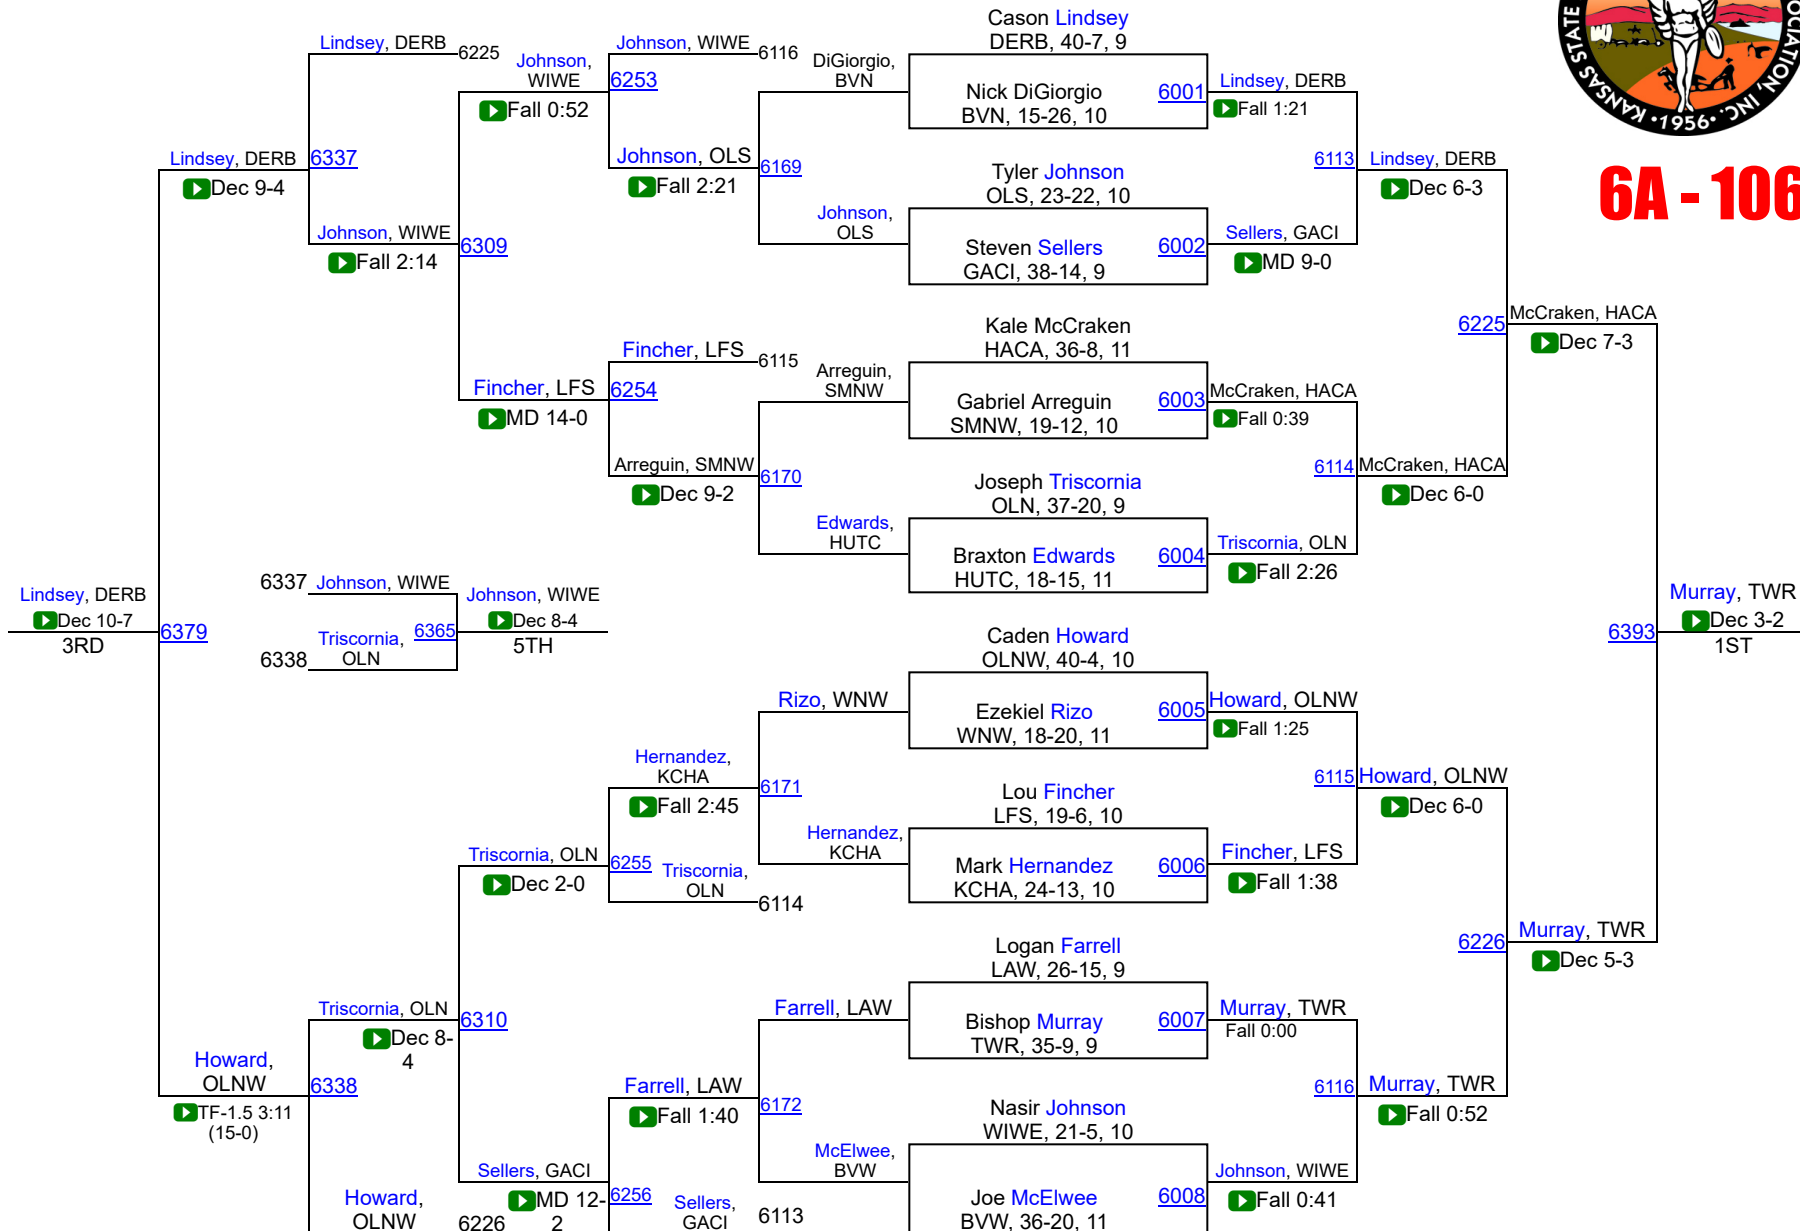 Lindsey, DERB
6225
Johnson,
WIWE
Fall 0:52
Johnson, WIWE
6116
6253
DiGiorgio,
BVN
Cason Lindsey
DERB, 40-7, 9
Nick DiGiorgio
BVN, 15-26, 10
6001
Lindsey, DERB
Fall 1:21
KANSAS STATE
OCIATION, INC. •1956•
6A - 106
Lindsey, DERB
Dec 9-4
6337
Johnson, OLS
Fall 2:21
6169
Tyler Johnson
OLS, 23-22, 10
6113
Lindsey, DERB
Dec 6-3
Johnson, WIWE
Fall 2:14
6309
Johnson,
OLS
Steven Sellers
GACI, 38-14, 9
6002
Sellers, GACI
MD 9-0
Kale McCraken
HACA, 36-8, 11
6225
McCraken, HACA
Dec 7-3
Fincher, LFS
6115
Fincher, LFS
MD 14-0
6254
Arreguin,
SMNW
Gabriel Arreguin
SMNW, 19-12, 10
6003
McCraken, HACA
Fall 0:39
Arreguin, SMNW
Dec 9-2
6170
Joseph Triscornia
OLN, 37-20, 9
6114
McCraken, HACA
Dec 6-0
Edwards,
HUTC
Braxton Edwards
HUTC, 18-15, 11
6004
Triscornia, OLN
Fall 2:26
Lindsey, DERB
Dec 10-7
3RD
6379
6337
Johnson, WIWE
6338
Triscornia,
OLN
6365
Johnson, WIWE
Dec 8-4
5TH
Caden Howard
OLNW, 40-4, 10
6393
Murray, TWR
Dec 3-2
1ST
Rizo, WNW
Ezekiel Rizo
WNW, 18-20, 11
6005
Howard, OLNW
Fall 1:25
Hernandez,
KCHA
Fall 2:45
6171
Lou Fincher
LFS, 19-6, 10
6115
Howard, OLNW
Dec 6-0
Triscornia, OLN
Dec 2-0
6255
Triscornia,
OLN
6114
Hernandez,
KCHA
Mark Hernandez
KCHA, 24-13, 10
6006
Fincher, LFS
Fall 1:38
Logan Farrell
LAW, 26-15, 9
6226
Murray, TWR
Dec 5-3
Triscornia, OLN
Dec 8-
4
6310
Farrell, LAW
Bishop Murray
TWR, 35-9, 9
6007
Murray, TWR
Fall 0:00
Howard,
OLNW
TF-1.5 3:11
(15-0)
6338
Farrell, LAW
Fall 1:40
6172
Nasir Johnson
WIWE, 21-5, 10
6116
Murray, TWR
Fall 0:52
Howard,
OLNW
6226
Sellers, GACI
MD 12-
2
6256
Sellers,
GACI
6113
McElwee,
BVW
Joe McElwee
BVW, 36-20, 11
6008
Johnson, WIWE
Fall 0:41